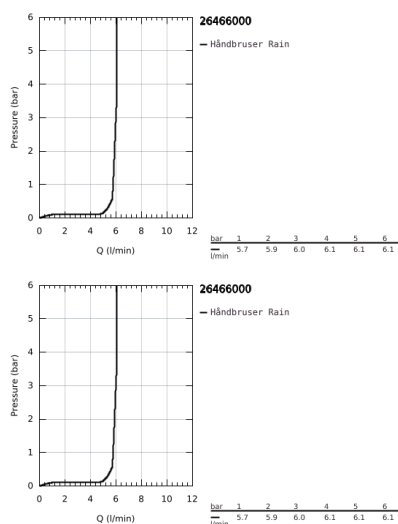 26466000
Håndbruser Rain
6
5
4
3
2
1
0
Pressure (bar)
0 2 4 6 8 10 12
Q (l/min)
bar 1 2 3 4 5 6
5.7 5.9 6.0 6.1 6.1 6.1
l/min
26466000
Håndbruser Rain
6
5
4
3
2
1
0
Pressure (bar)
0 2 4 6 8 10 12
Q (l/min)
bar 1 2 3 4 5 6
5.7 5.9 6.0 6.1 6.1 6.1
l/min